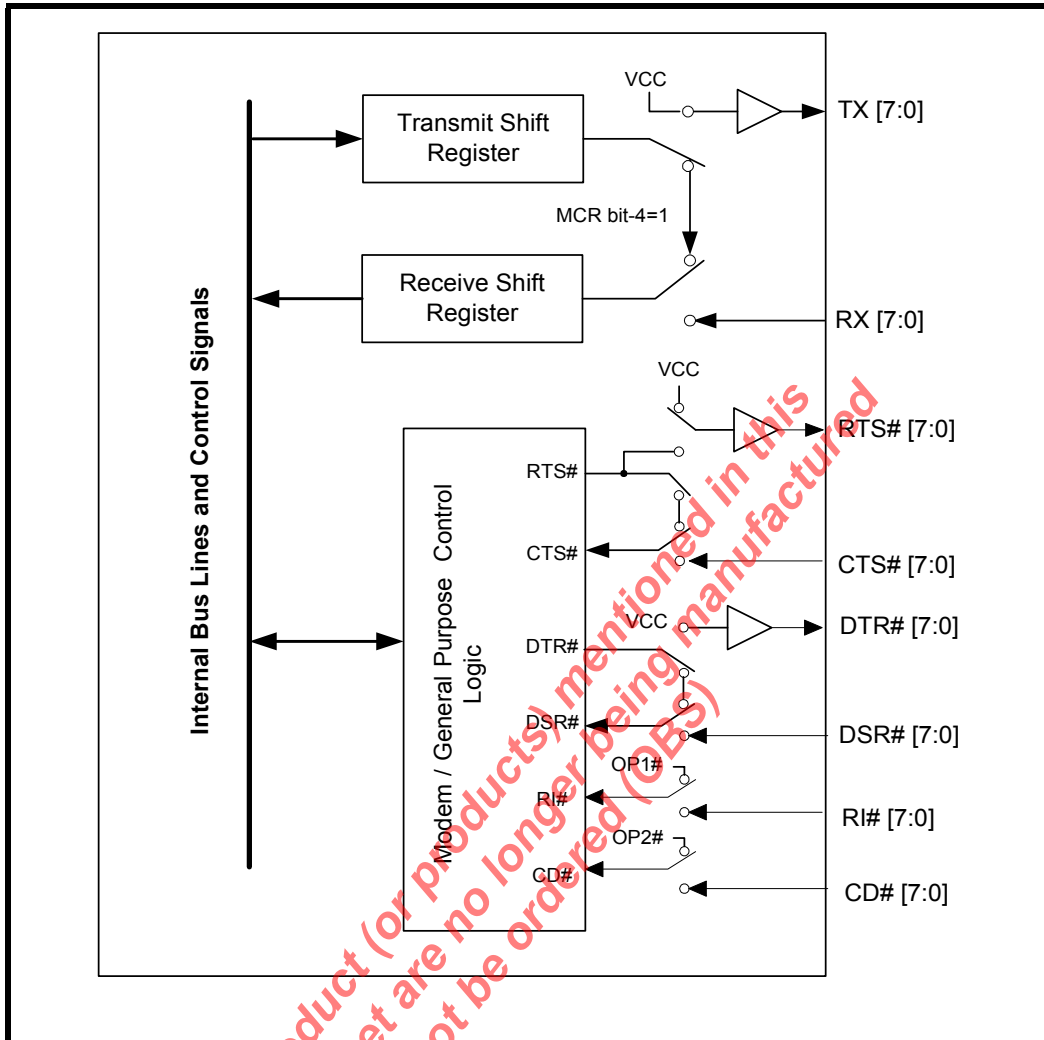 VCC
TX [7:0]
Transmit Shift
Register
MCR bit-4=1
Receive Shift
Register
RX [7:0]
Internal Bus Lines and Control Signals
VCC
RTS# [7:0]
RTS#
CTS#
CTS# [7:0]
Modem / General Purpose Control
Logic
VCC
DTR# [7:0]
DTR#
DSR#
DSR# [7:0]
OP1#
RI#
RI# [7:0]
OP2#
CD#
CD# [7:0]
(or products) mentioned in this
are no longer being manufactured
be ordered (OBS)